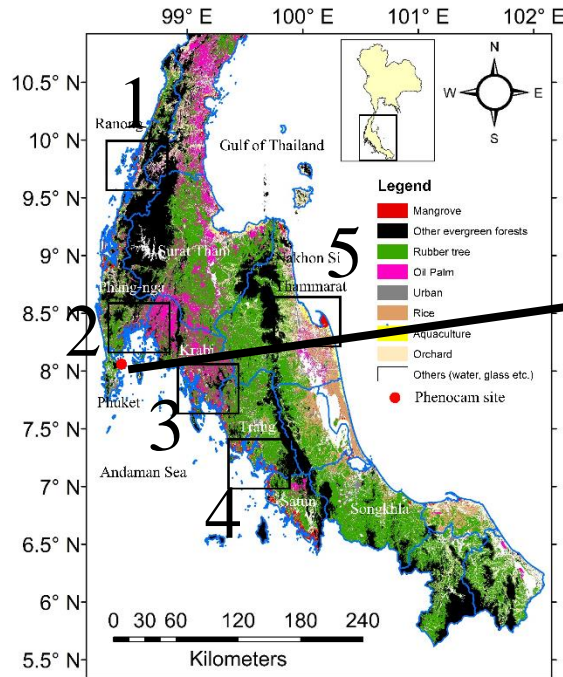 99° E 100° E 101° E 102° E
10.5° N
10° N
9.5° N
9° N
8.5° N
8° N
7.5° N
7° N
6.5° N
6° N
5.5° N
1
Ranong
Gulf of Thailand
N
W E
S
Surat Thani
Nakhon Si
Thammarat
5
Phang-nga
2
Krabi
Phuket
3
Trang
Andaman Sea
4
Satun
Songkhla
Legend
Mangrove
Other evergreen forests
Rubber tree
Oil Palm
Urban
Rice
Aquaculture
Orchard
Others (water, glass etc.)
Phenocam site
0 15 30 60 120 180 240
Kilometers